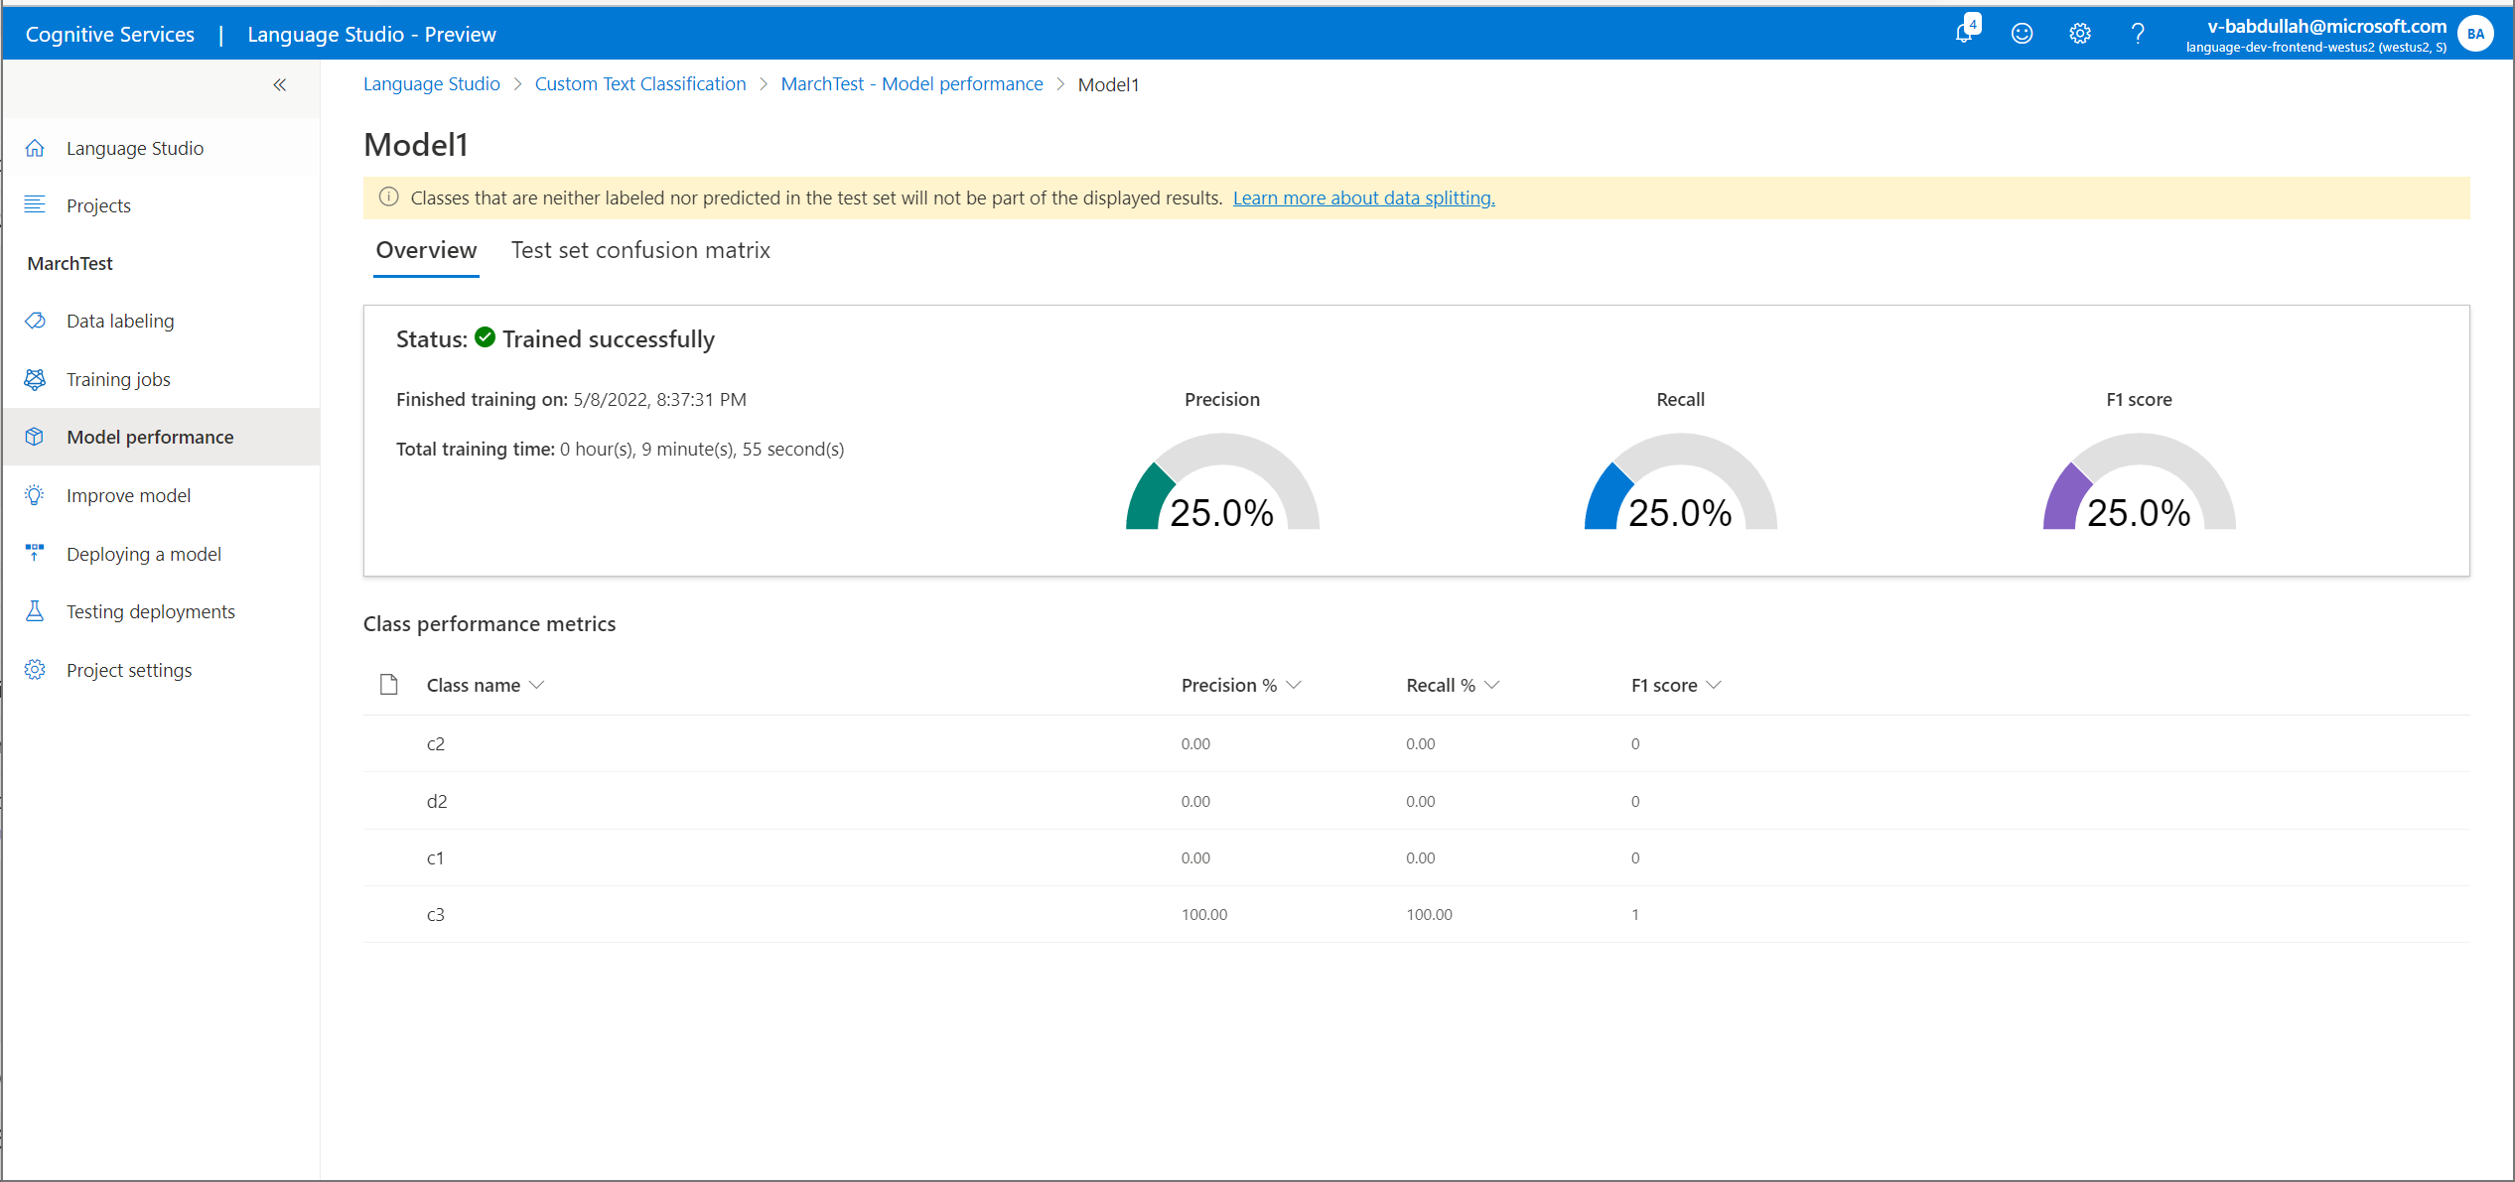 Cognitive Services | Language Studio - Preview
4
?
v-babdullah@microsoft.com
language-dev-frontend-westus2 (westus2, S)
BA
Language Studio > Custom Text Classification > MarchTest - Model performance > Model1
Language Studio
Projects
MarchTest
Data labeling
Training jobs
Model performance
Improve model
Deploying a model
Testing deployments
Project settings
Model1
Classes that are neither labeled nor predicted in the test set will not be part of the displayed results. Learn more about data splitting.
Overview Test set confusion matrix
Status: Trained successfully
Finished training on: 5/8/2022, 8:37:31 PM
Total training time: 0 hour(s), 9 minute(s), 55 second(s)
Precision Recall F1 score
25.0% 25.0% 25.0%
Class performance metrics
Class name Precision % Recall % F1 score
c2 0.00 0.00 0
d2 0.00 0.00 0
c1 0.00 0.00 0
c3 100.00 100.00 1